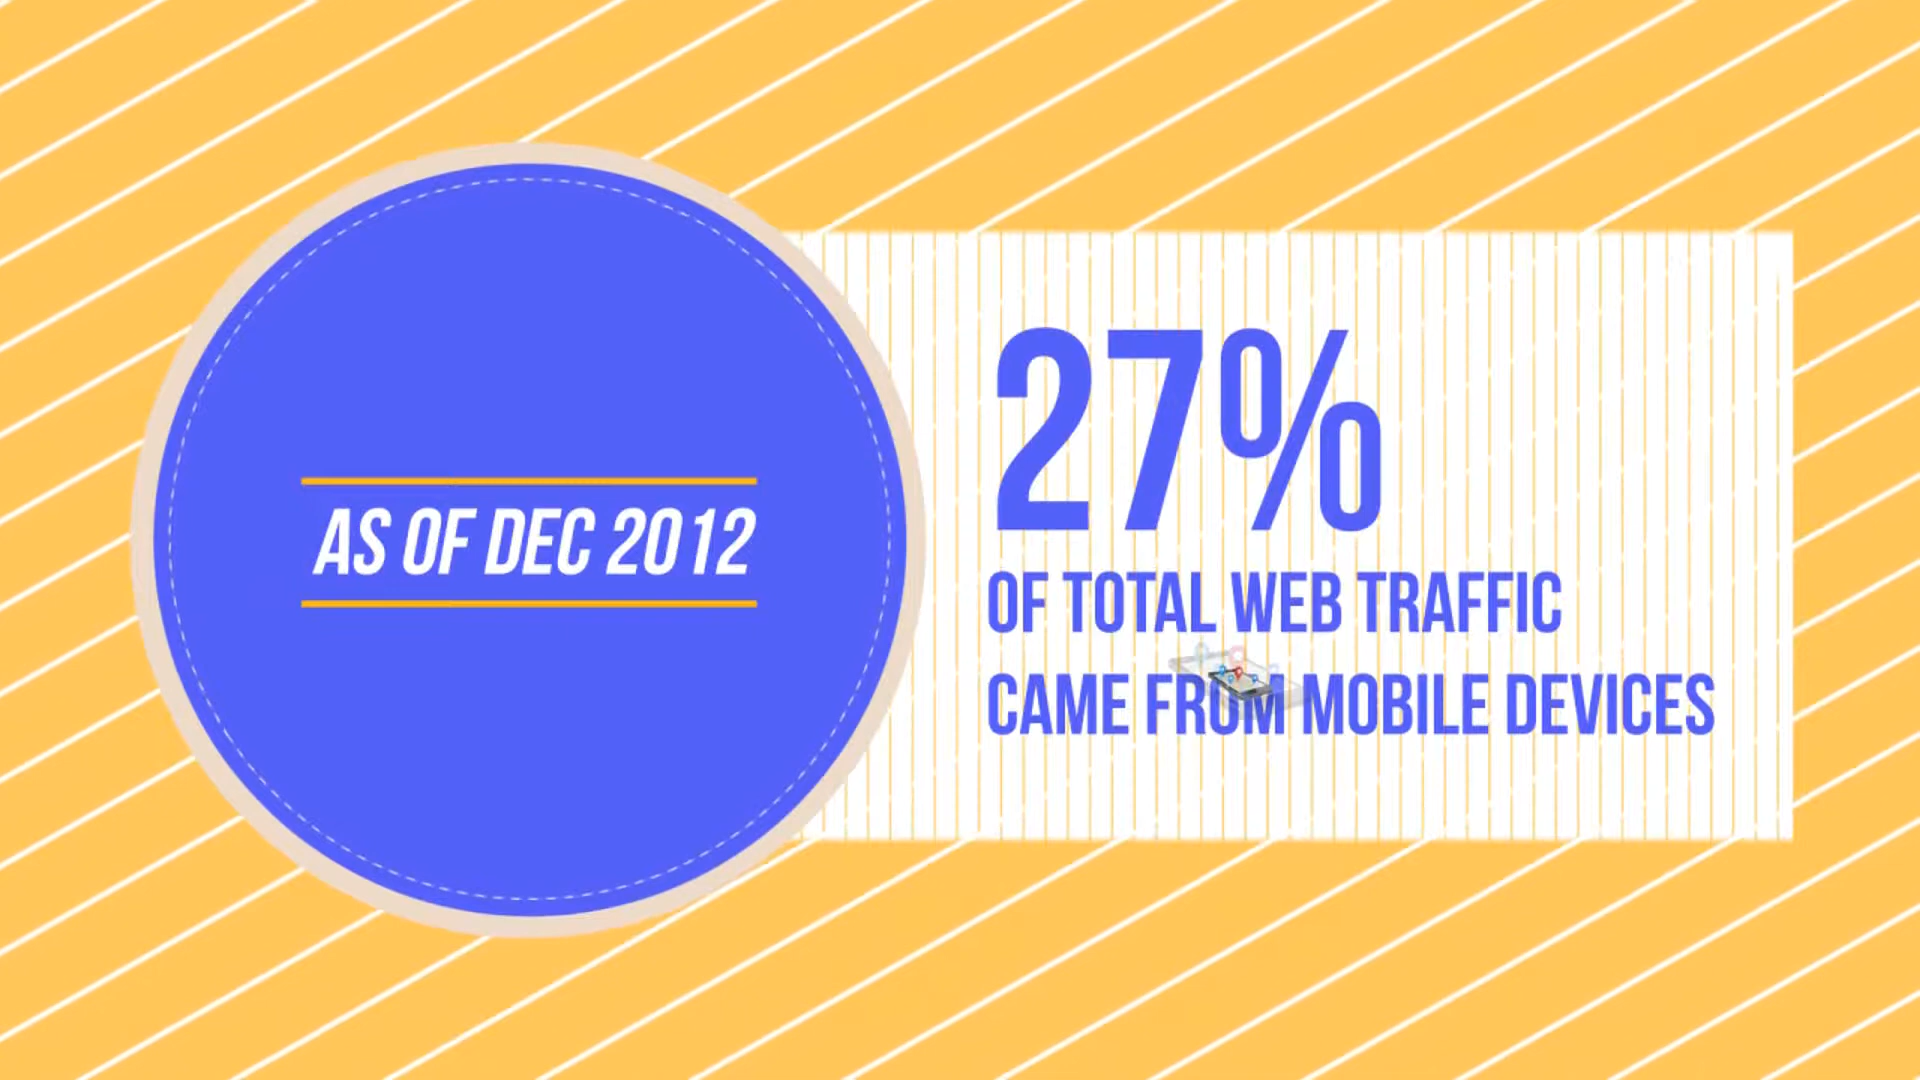 AS OF DEC 2012
27%
OF TOTAL WEB TRAFFIC
CAME FROM MOBILE DEVICES